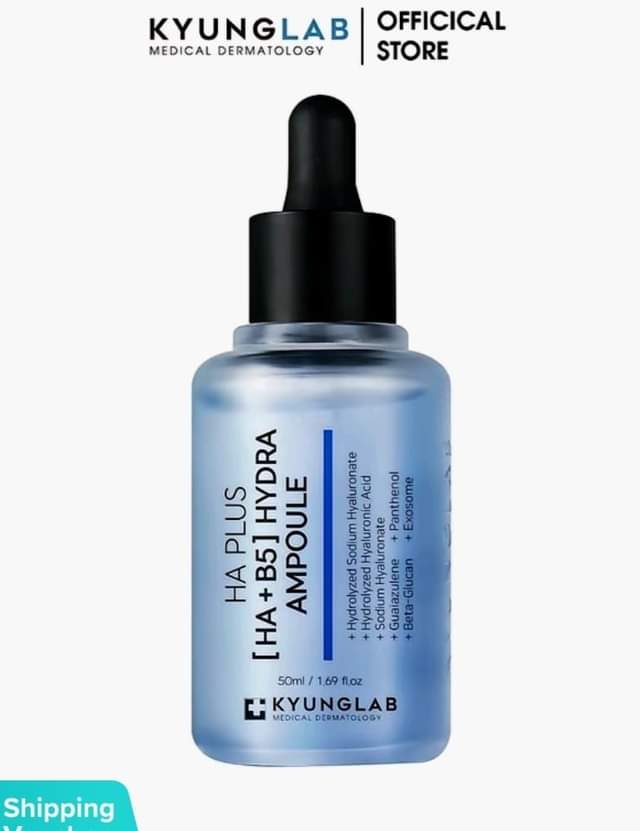 KYUNGLAB
MEDICAL DERMATOLOGY
OFFICICAL
STORE
HA PLUS
[HA + B5] HYDRA
AMPOULE
+ Hydrolyzed Sodium Hyaluronate
+ Hydrolyzed Hyaluronic Acid
+ Sodium Hyaluronate
+ Guaiazulene + Panthenol
+ Beta-Glucan + Exosome
50ml / 1.69 fl.oz
KYUNGLAB
MEDICAL DERMATOLOGY
Shipping